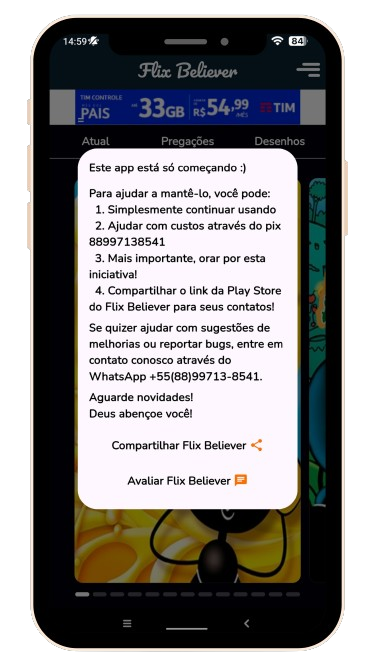 14:59
84
Flix Believer
TIM CONTROLE
PAÍS
33GB
R$54,99
/MÊS
TIM
Atual Pregações Desenhos
Este app está só começando :)
Para ajudar a mantê-lo, você pode:
1. Simplesmente continuar usando
2. Ajudar com custos através do pix
88997138541
3. Mais importante, orar por esta
iniciativa!
4. Compartilhar o link da Play Store
do Flix Believer para seus contatos!
Se quizer ajudar com sugestões de
melhorias ou reportar bugs, entre em
contato conosco através do
WhatsApp +55(88)99713-8541.
Aguarde novidades!
Deus abençoe você!
Compartilhar Flix Believer
Avaliar Flix Believer